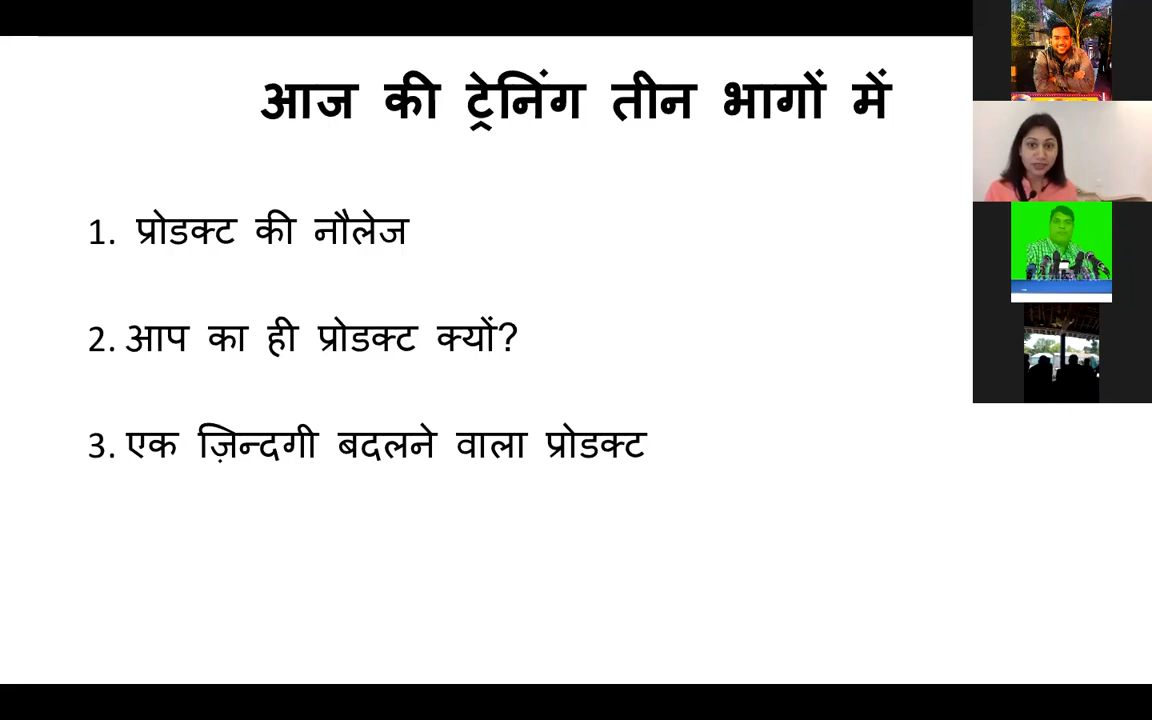 आज की ट्रेनिंग तीन भागों में
1. प्रोडक्ट की नौलेज
2. आप का ही प्रोडक्ट क्यों?
3. एक ज़िन्दगी बदलने वाला प्रोडक्ट